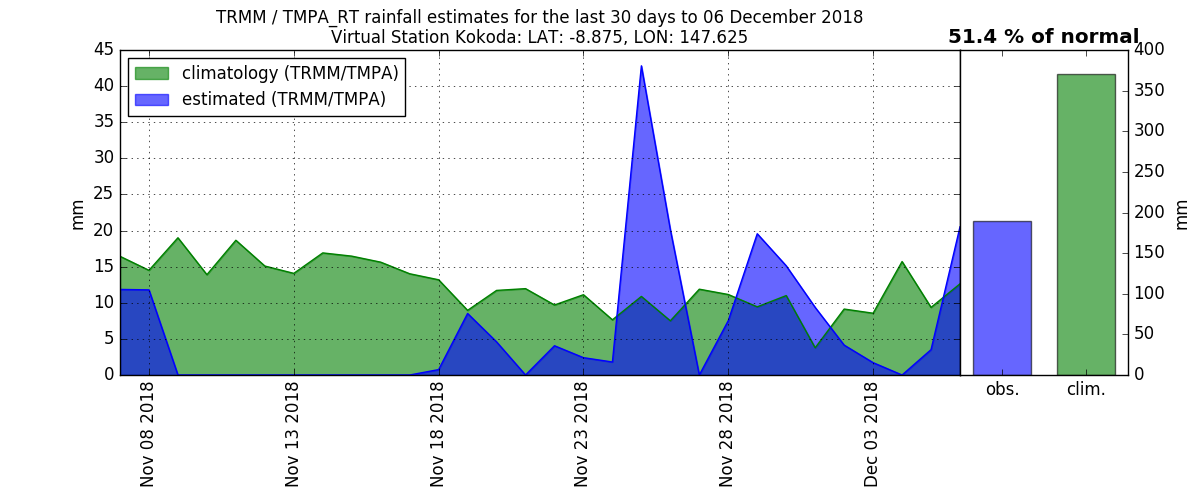 TRMM / TMPA_RT rainfall estimates for the last 30 days to 06 December 2018
Virtual Station Kokoda: LAT: -8.875, LON: 147.625
51.4 % of normal
climatology (TRMM/TMPA)
estimated (TRMM/TMPA)
mm
45
40
35
30
25
20
15
10
5
0
Nov 08 2018
Nov 13 2018
Nov 18 2018
Nov 23 2018
Nov 28 2018
Dec 03 2018
obs.
clim.
400
350
300
250
200
150
100
50
0
mm